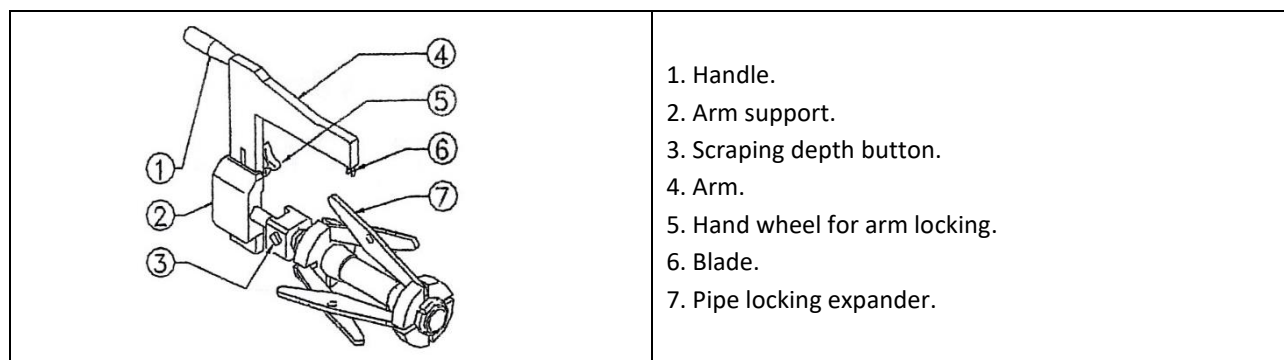 4
5
6
1
7
2
3
1. Handle.
2. Arm support.
3. Scraping depth button.
4. Arm.
5. Hand wheel for arm locking.
6. Blade.
7. Pipe locking expander.